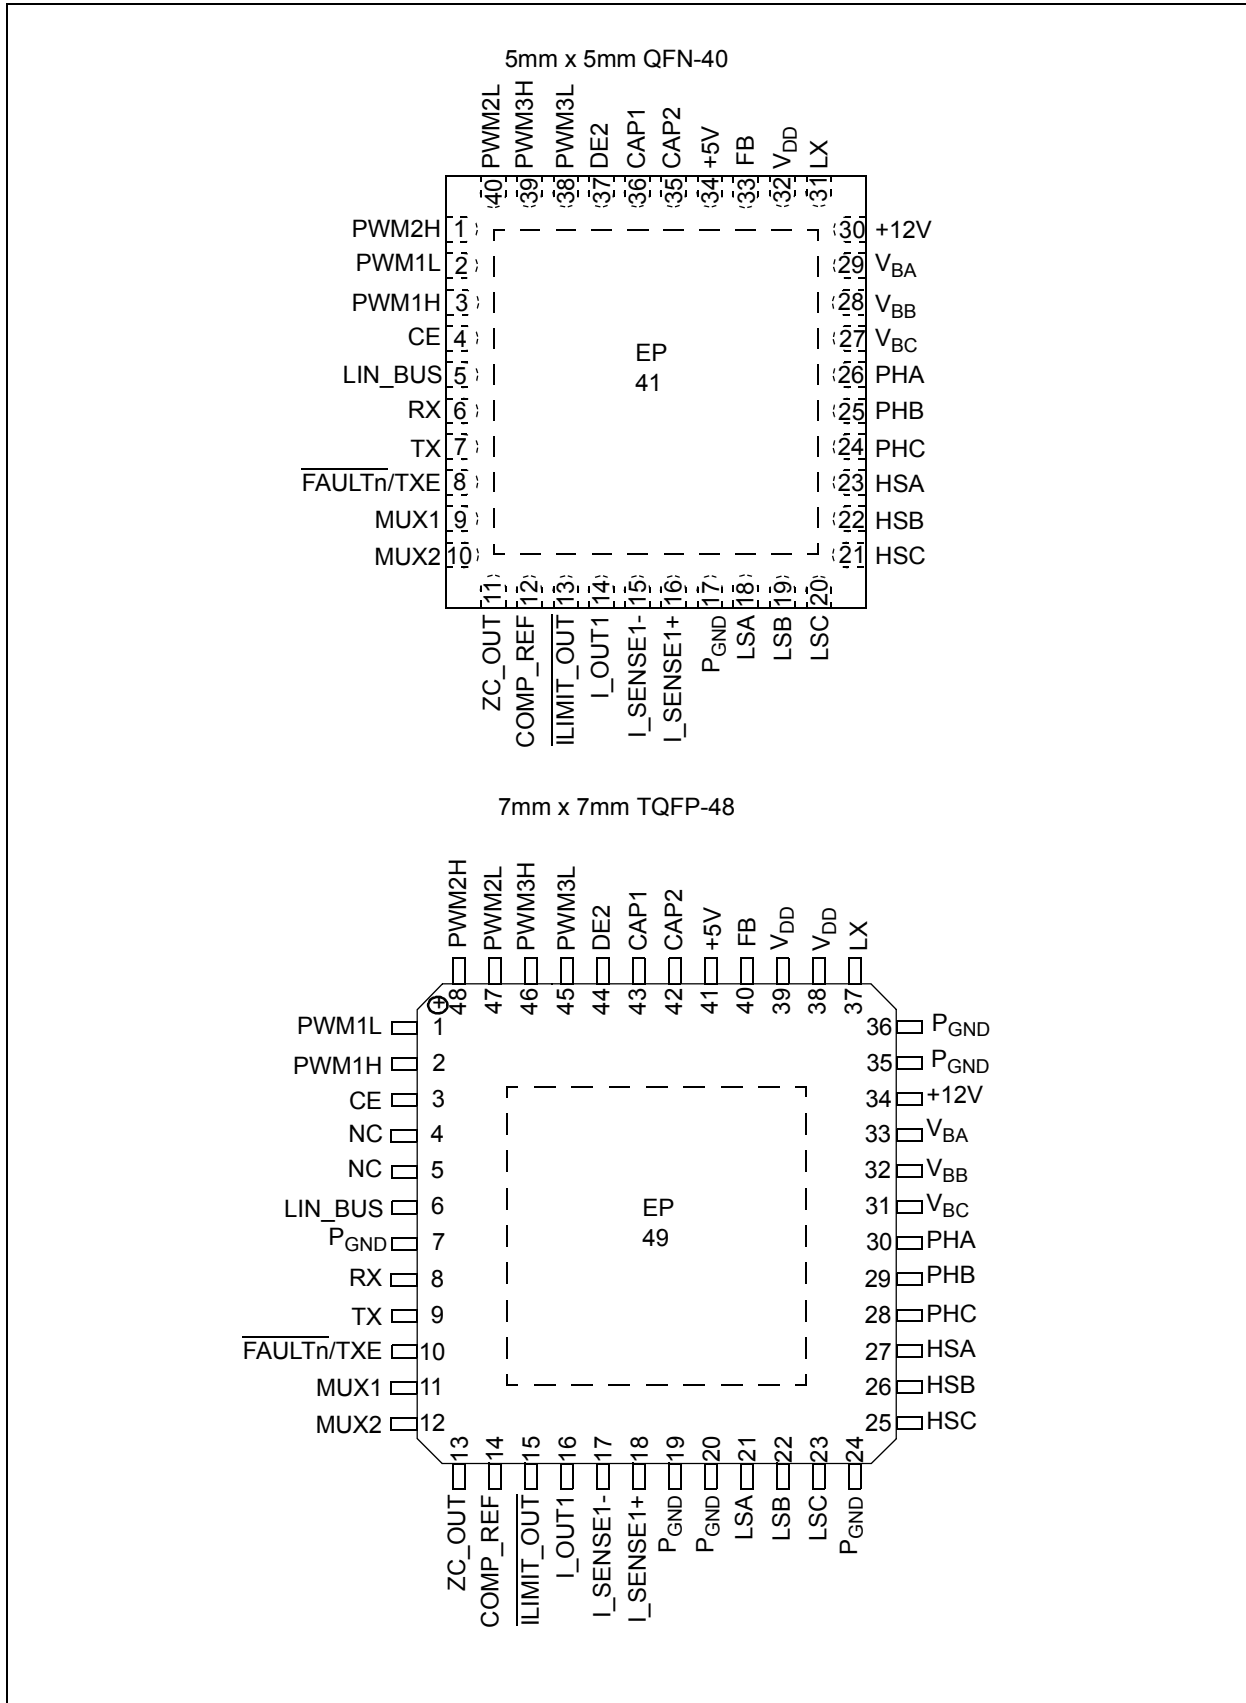 5mm x 5mm QFN-40
PWM2L
PWM3H
PWM3L
DE2
CAP1
CAP2
+5V
FB
VDD
LX
40
39
38
37
36
35
34
33
32
31
PWM2H 1
PWM1L 2
PWM1H 3
CE 4
LIN_BUS 5
RX 6
TX 7
FAULTn/TXE 8
MUX1 9
MUX2 10
EP
41
30 +12V
29 VBA
28 VBB
27 VBC
26 PHA
25 PHB
24 PHC
23 HSA
22 HSB
21 HSC
11
12
13
14
15
16
17
18
19
20
ZC_OUT
COMP_REF
ILIMIT_OUT
I_OUT1
I_SENSE1-
I_SENSE1+
PGND
LSA
LSB
LSC
7mm x 7mm TQFP-48
PWM2H
PWM2L
PWM3H
PWM3L
DE2
CAP1
CAP2
+5V
FB
VDD
VDD
LX
48
47
46
45
44
43
42
41
40
39
38
37
PWM1L 1
PWM1H 2
CE 3
NC 4
NC 5
LIN_BUS 6
PGND 7
RX 8
TX 9
FAULTn/TXE 10
MUX1 11
MUX2 12
EP
49
36 PGND
35 PGND
34 +12V
33 VBA
32 VBB
31 VBC
30 PHA
29 PHB
28 PHC
27 HSA
26 HSB
25 HSC
13
14
15
16
17
18
19
20
21
22
23
24
ZC_OUT
COMP_REF
ILIMIT_OUT
I_OUT1
I_SENSE1-
I_SENSE1+
PGND
PGND
LSA
LSB
LSC
PGND